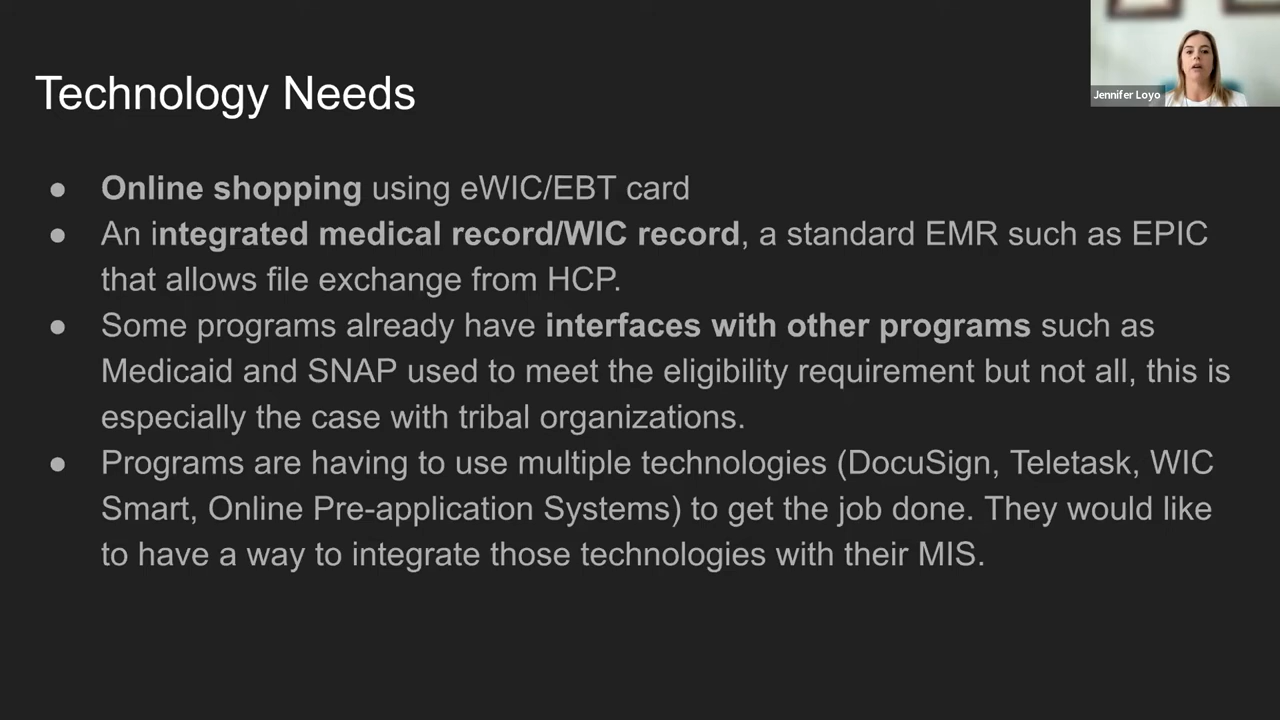 Technology Needs
Jennifer Loyo
● Online shopping using eWIC/EBT card
● An integrated medical record/WIC record, a standard EMR such as EPIC
that allows file exchange from HCP.
● Some programs already have interfaces with other programs such as
Medicaid and SNAP used to meet the eligibility requirement but not all, this is
especially the case with tribal organizations.
● Programs are having to use multiple technologies (DocuSign, Teletask, WIC
Smart, Online Pre-application Systems) to get the job done. They would like
to have a way to integrate those technologies with their MIS.